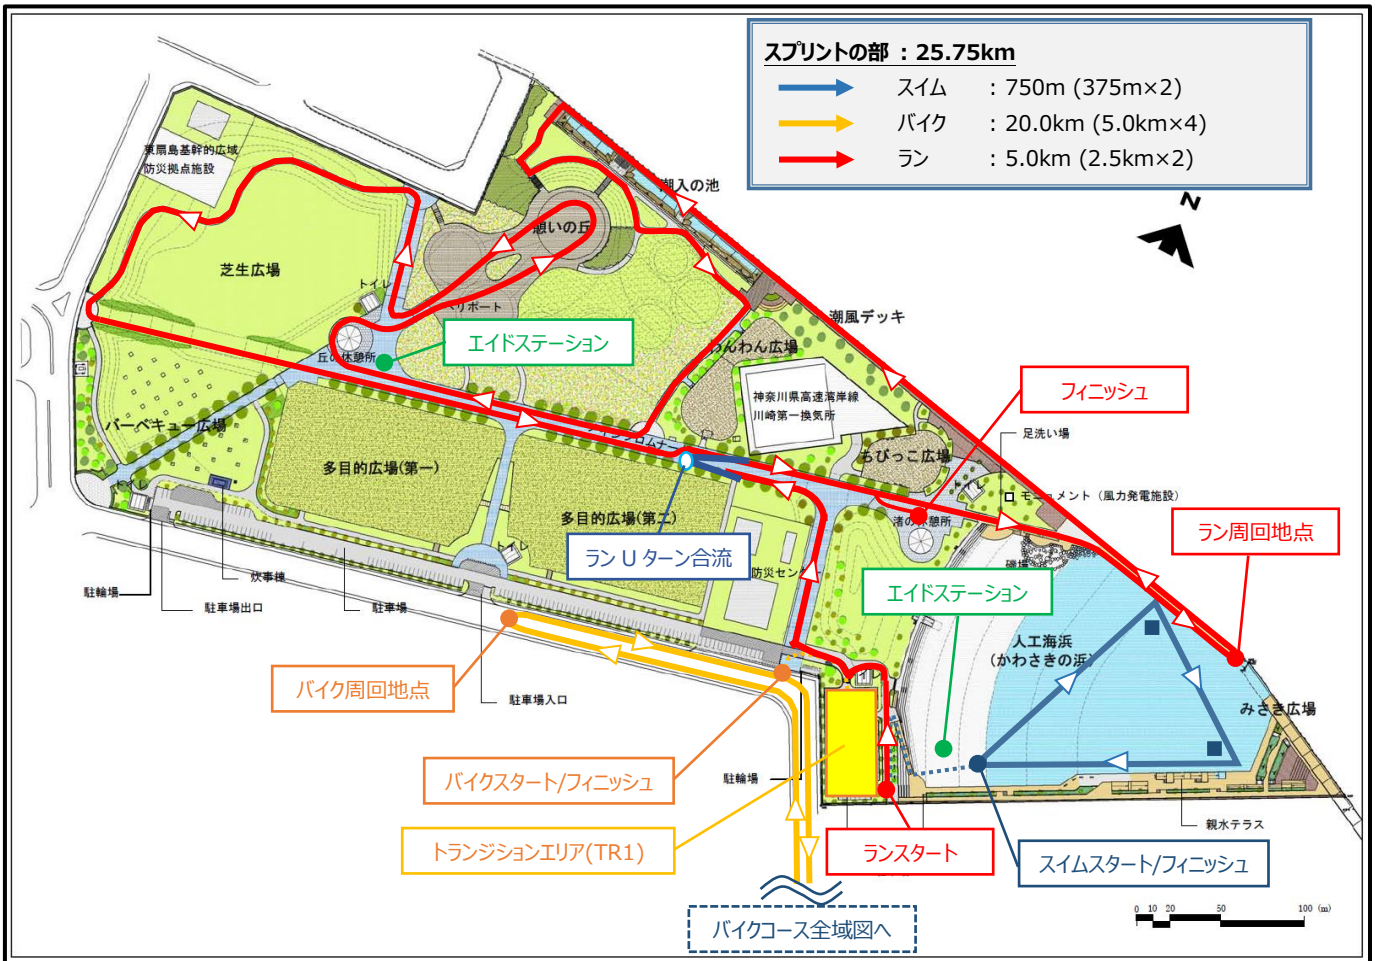 スプリントの部 : 25.75km
スイム : 750m (375m×2)
バイク : 20.0km (5.0km×4)
ラン : 5.0km (2.5km×2)
N
東扇島基幹的広域
防災拠点施設
潮入の池
憩いの丘
芝生広場
トイレ
ヘリポート
潮風デッキ
エイドステーション
丘の休憩所
わんわん広場
フィニッシュ
神奈川県高速湾岸線
川崎第一換気所
足洗い場
バーベキュー広場
ちびっこ広場
多目的広場(第一)
トイレ
トイレ
モニュメント（風力発電施設）
多目的広場(第二)
渚の休憩所
ラン周回地点
トイレ
ラン U ターン合流
磯場
防災センター
駐輪場
炊事棟
エイドステーション
駐車場出口
駐車場
人工海浜
(かわさきの浜)
バイク周回地点
トイレ
駐車場入口
みさき広場
バイクスタート/フィニッシュ
駐輪場
親水テラス
トランジションエリア(TR1)
ランスタート
スイムスタート/フィニッシュ
0 10 20 50 100 (m)
バイクコース全域図へ